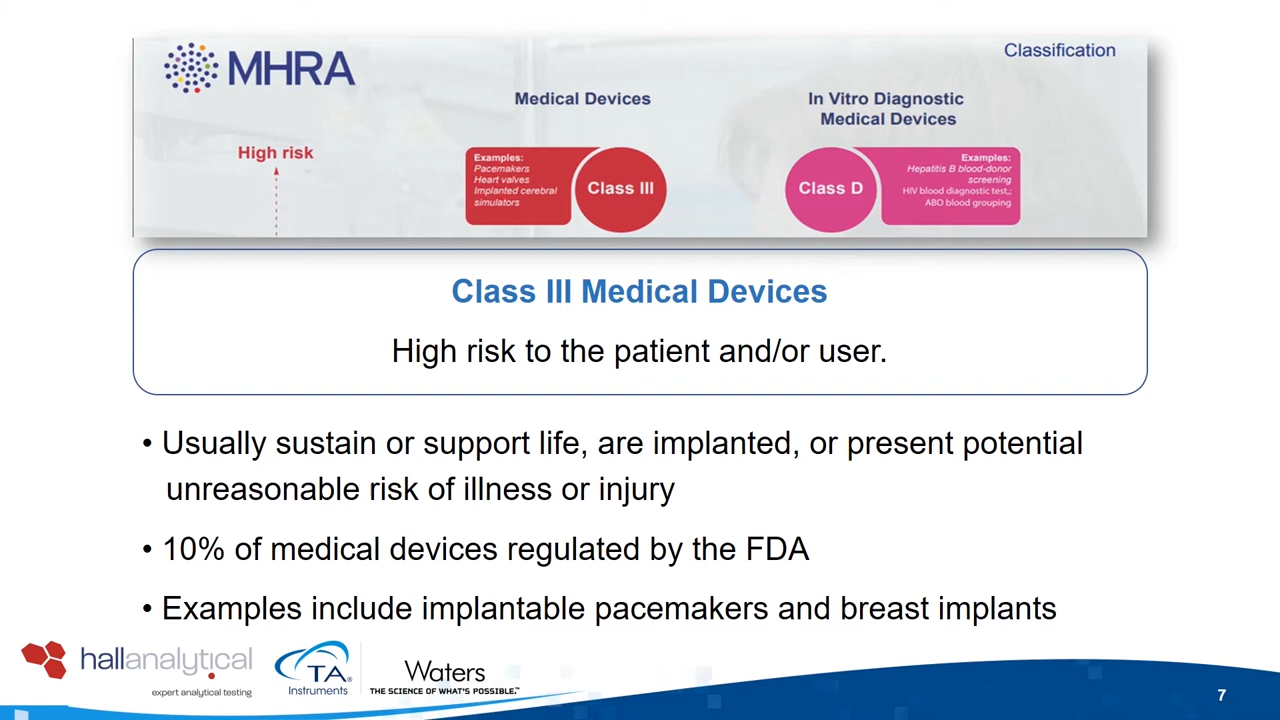 MHRA
Classification
Medical Devices
In Vitro Diagnostic
Medical Devices
High risk
Examples:
Pacemakers
Heart valves
Implanted cerebral
simulators
Class III
Class D
Examples:
Hepatitis B blood-donor
screening
HIV blood diagnostic test,;
ABO blood grouping
Class III Medical Devices
High risk to the patient and/or user.
• Usually sustain or support life, are implanted, or present potential
unreasonable risk of illness or injury
• 10% of medical devices regulated by the FDA
• Examples include implantable pacemakers and breast implants
hallanalytical
expert analytical testing
TA®
Instruments
Waters
THE SCIENCE OF WHAT'S POSSIBLE.™
7